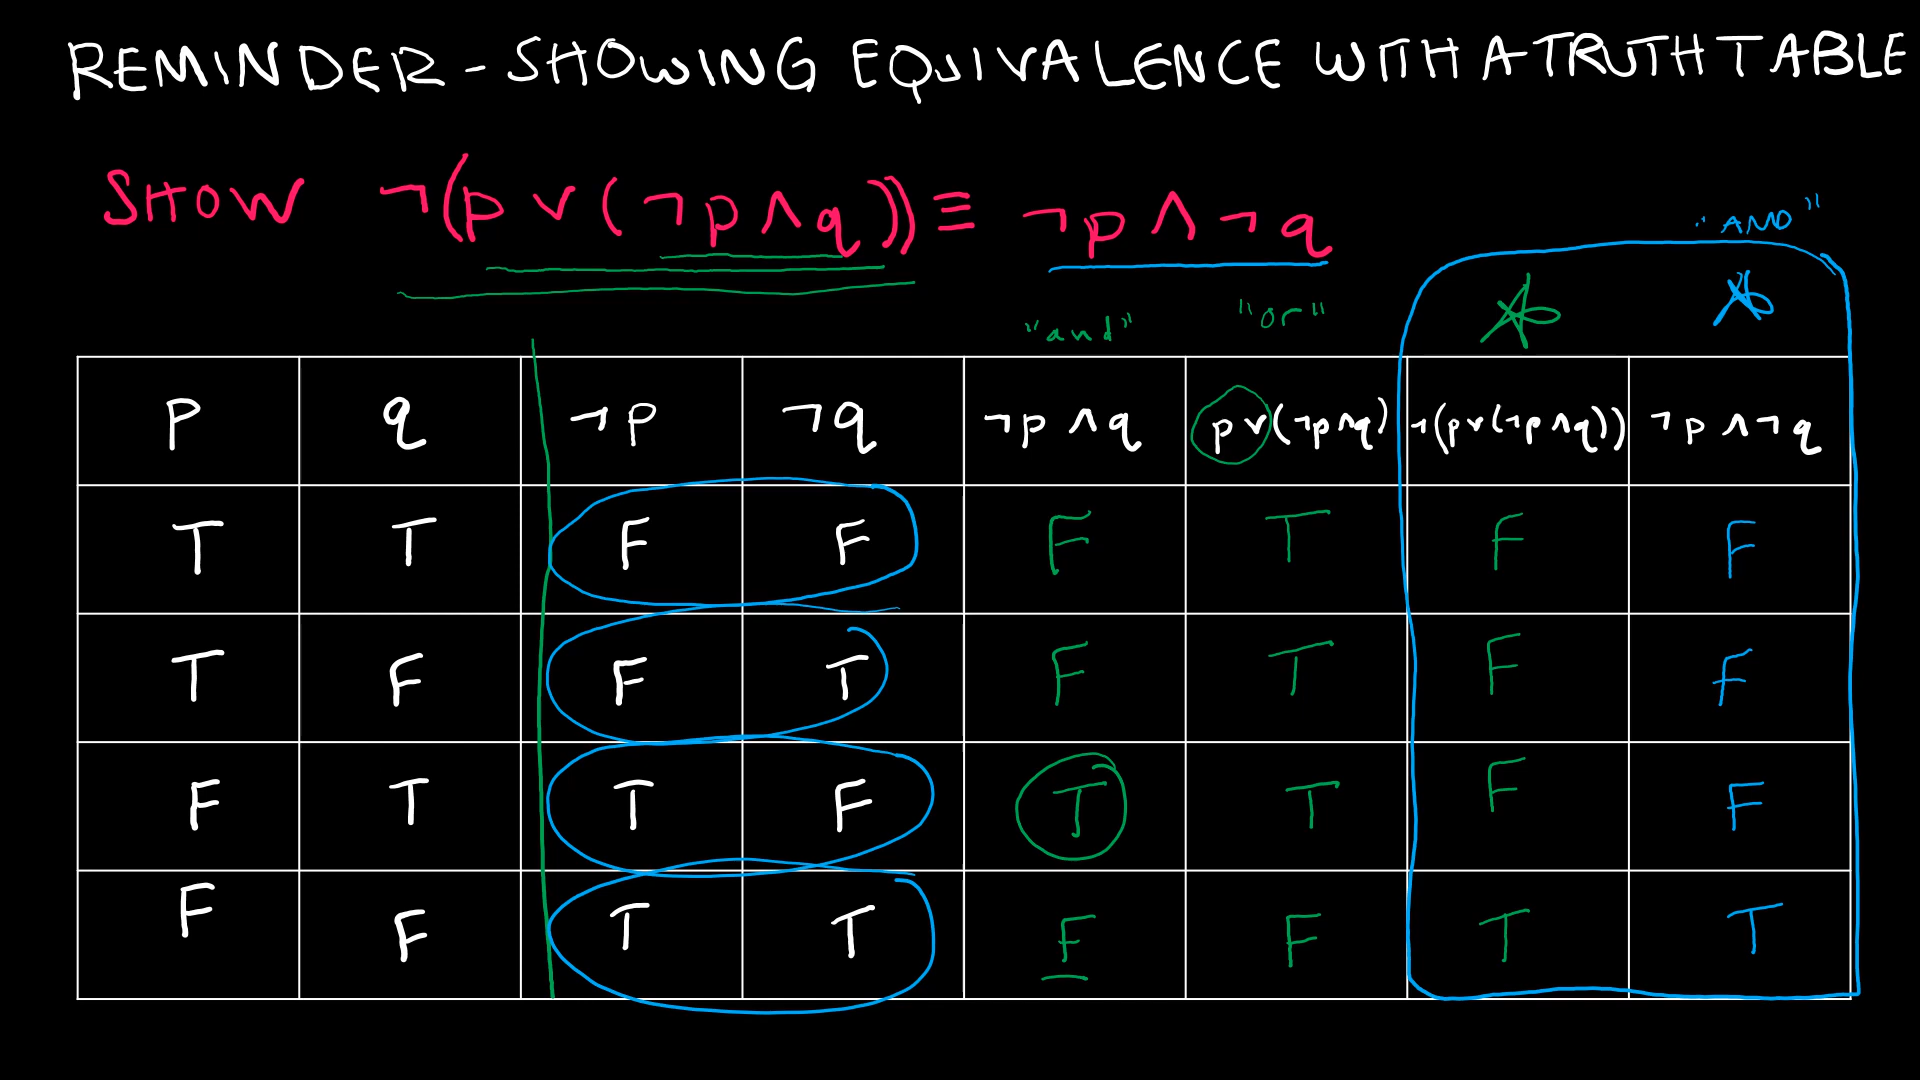 REMINDER - SHOWING EQUIVALENCE WITH A TRUTH TABLE
SHOW ¬(p ∨ (¬p ∧ q)) ≡ ¬p ∧ ¬q
"AND"
"and" "or"
p q ¬p ¬q ¬p ∧ q p ∨ (¬p ∧ q) ¬(p ∨ (¬p ∧ q)) ¬p ∧ ¬q
T T F F F T F F
T F F T F T F F
F T T F T T F F
F F T T F F T T